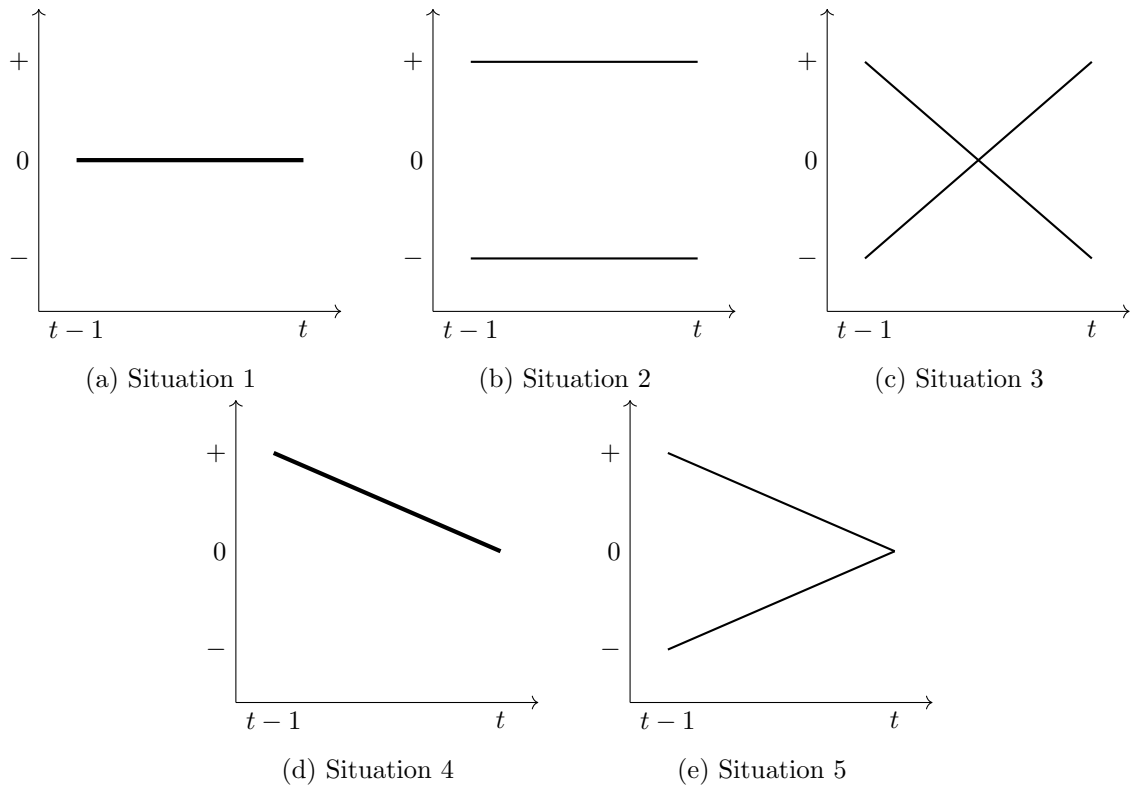 +
0
−
t − 1
t
(a) Situation 1
+
0
−
t − 1
t
(b) Situation 2
+
0
−
t − 1
t
(c) Situation 3
+
0
−
t − 1
t
(d) Situation 4
+
0
−
t − 1
t
(e) Situation 5